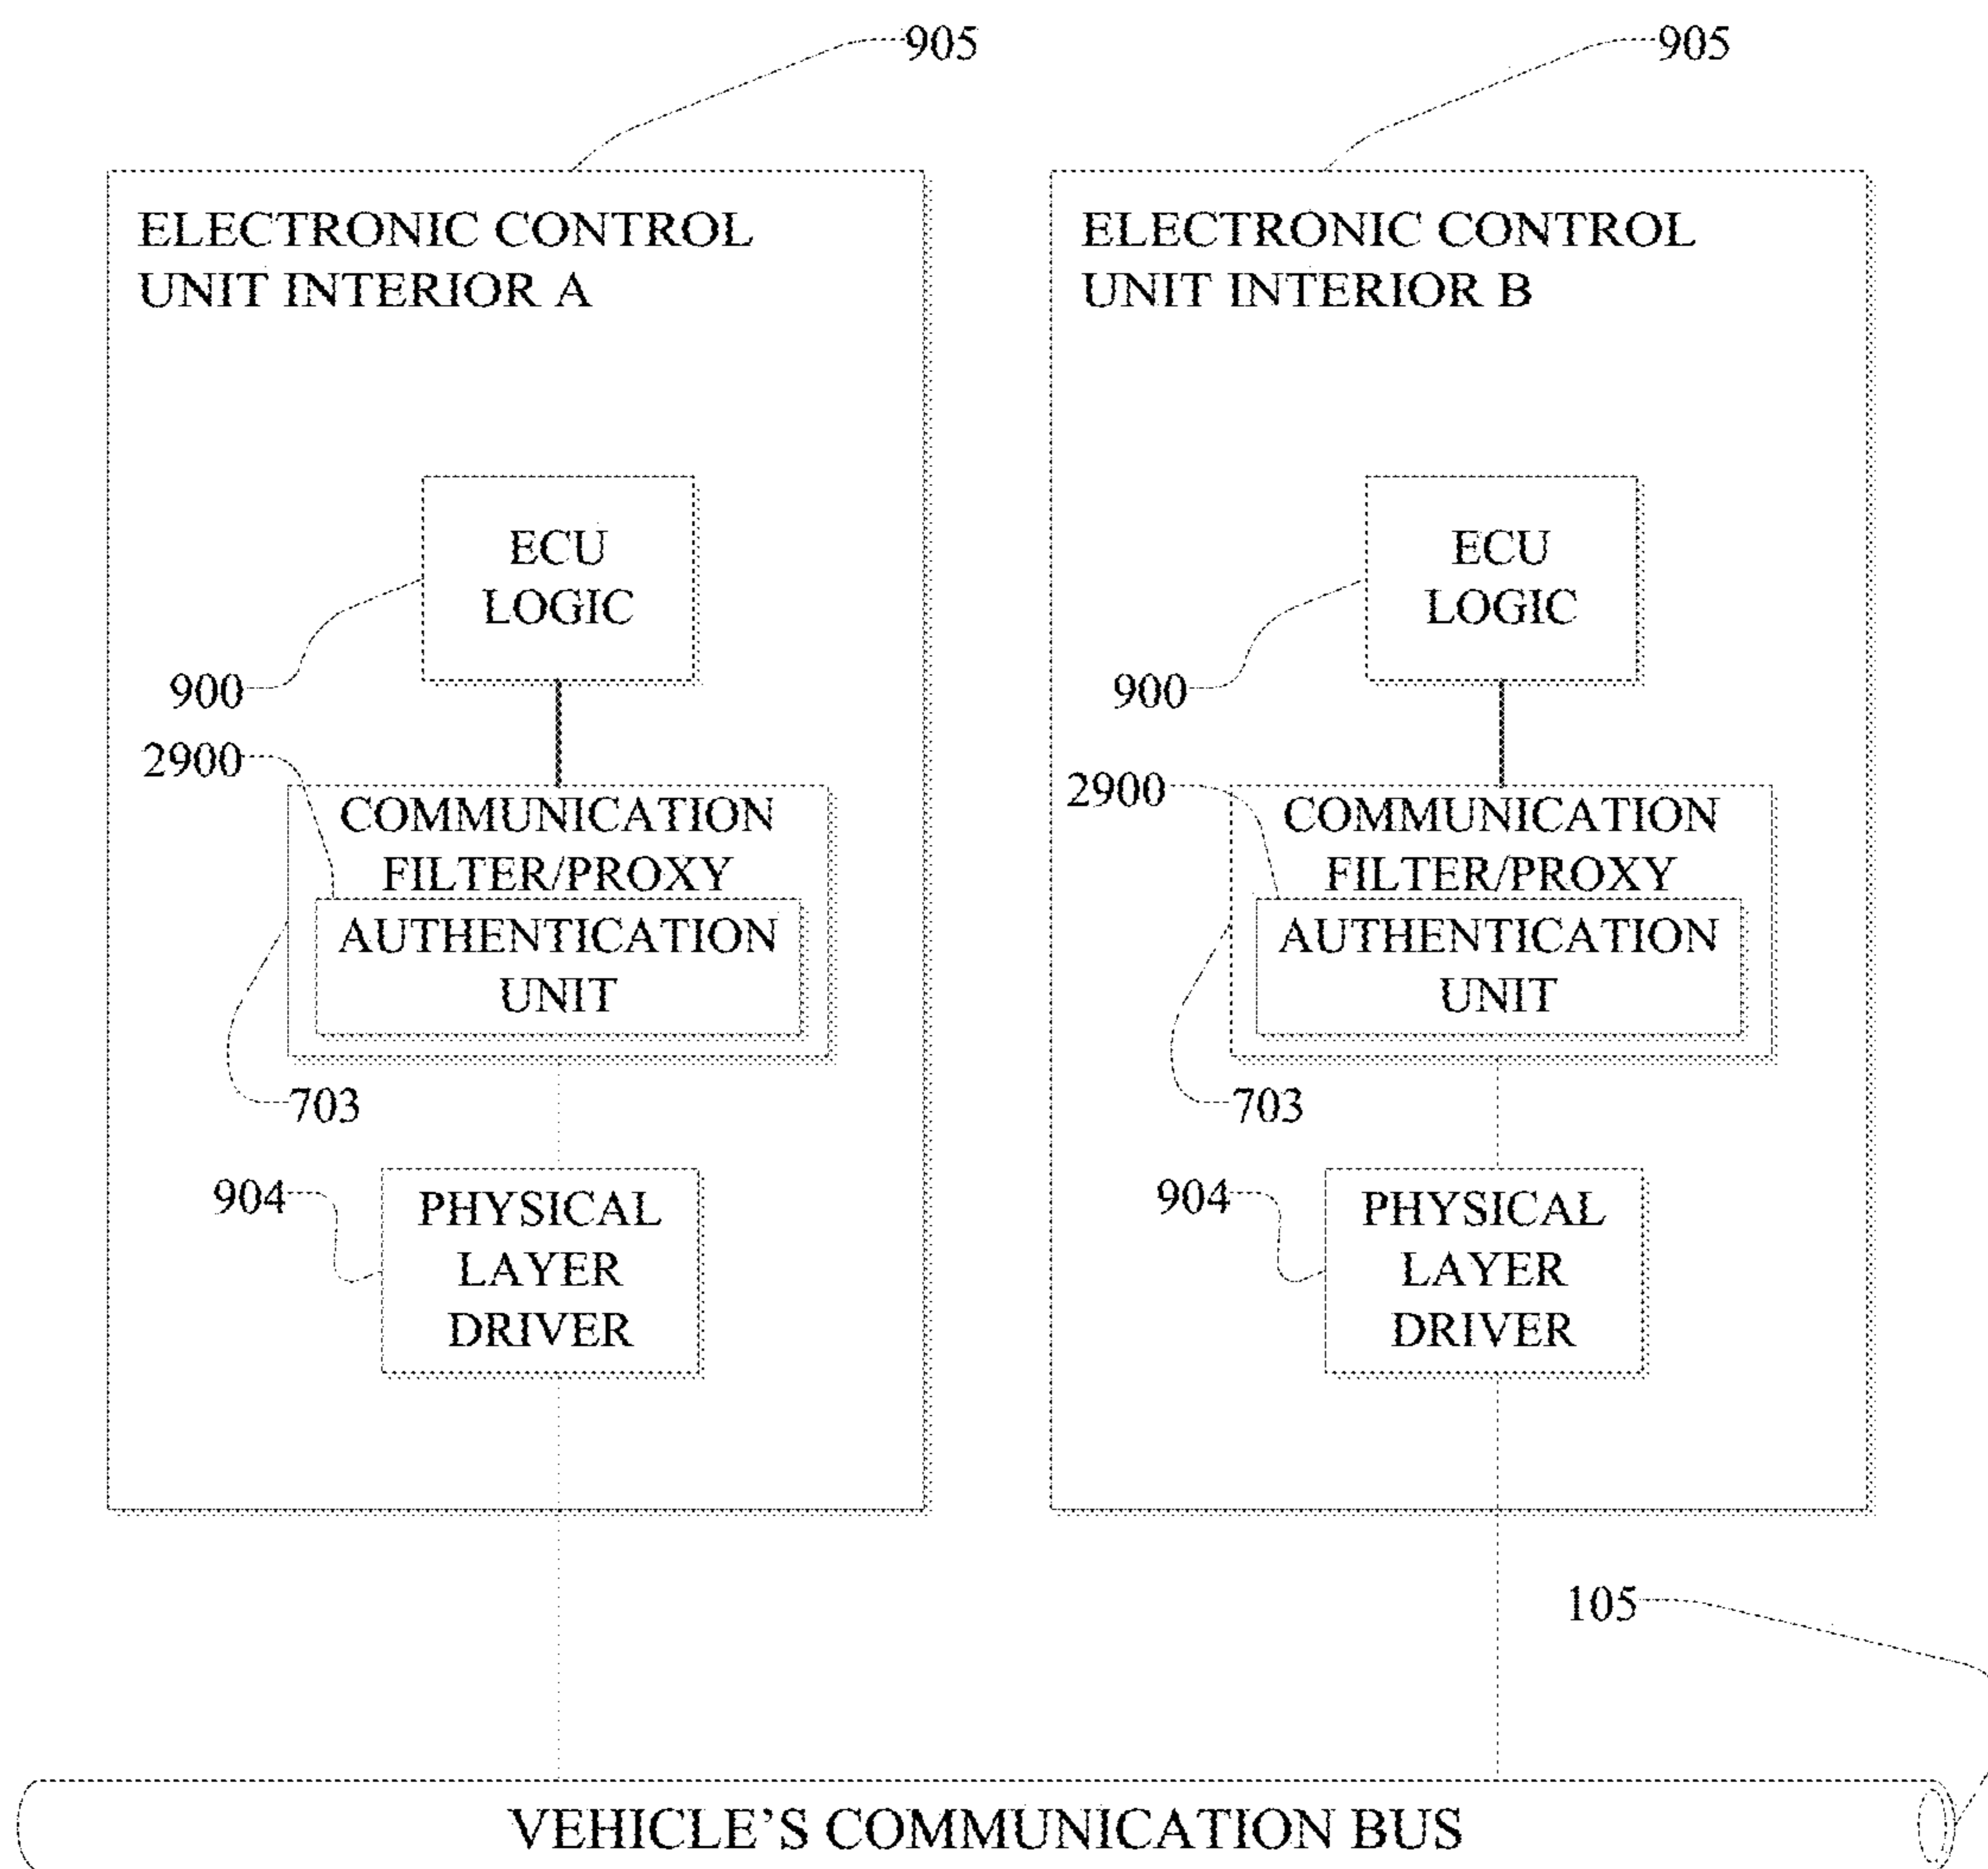 905
905
ELECTRONIC CONTROL
UNIT INTERIOR A
ELECTRONIC CONTROL
UNIT INTERIOR B
ECU
LOGIC
ECU
LOGIC
900
900
2900
2900
COMMUNICATION
FILTER/PROXY
COMMUNICATION
FILTER/PROXY
AUTHENTICATION
UNIT
AUTHENTICATION
UNIT
703
703
904
904
PHYSICAL
LAYER
DRIVER
PHYSICAL
LAYER
DRIVER
105
VEHICLE'S COMMUNICATION BUS